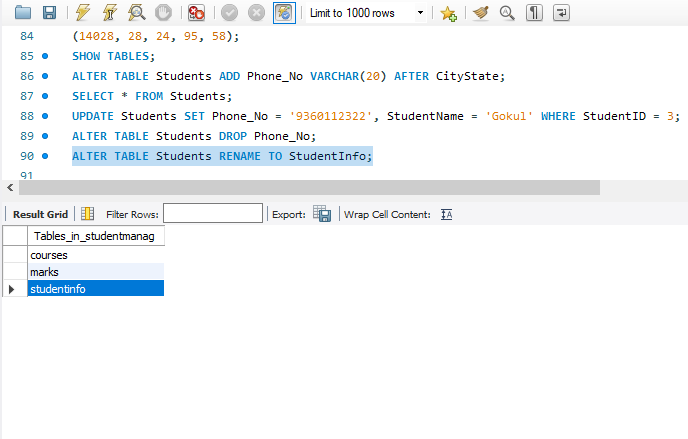 Limit to 1000 rows
84 (14028, 28, 24, 95, 58);
85 SHOW TABLES;
86 ALTER TABLE Students ADD Phone_No VARCHAR(20) AFTER CityState;
87 SELECT * FROM Students;
88 UPDATE Students SET Phone_No = '9360112322', StudentName = 'Gokul' WHERE StudentID = 3;
89 ALTER TABLE Students DROP Phone_No;
90 ALTER TABLE Students RENAME TO StudentInfo;
91
Result Grid Filter Rows: Export: Wrap Cell Content: IA
Tables_in_studentmanag
courses
marks
studentinfo